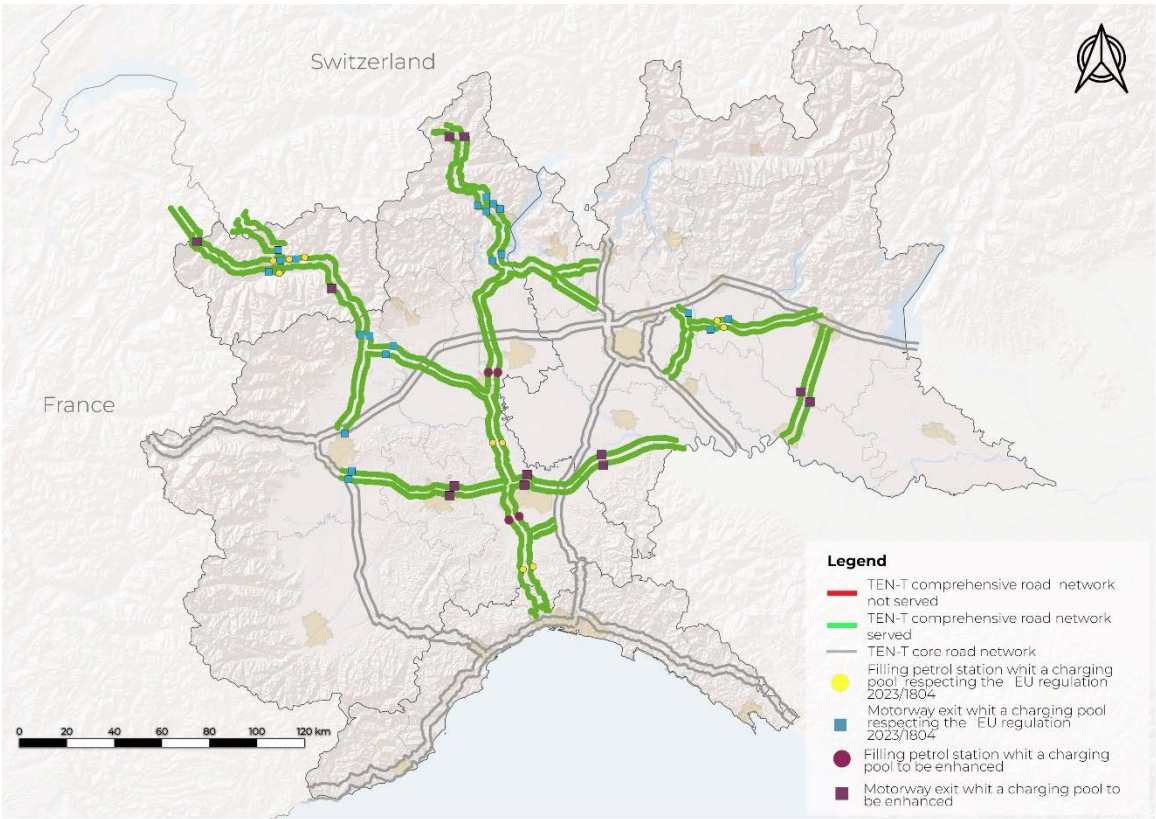 Switzerland
France
Legend
TEN-T comprehensive road network
not served
TEN-T comprehensive road network
served
TEN-T core road network
Filling petrol station whit a charging
pool respecting the EU regulation
2023/1804
Motorway exit whit a charging pool
respecting the EU regulation
2023/1804
Filling petrol station whit a charging
pool to be enhanced
Motorway exit whit a charging pool to
be enhanced
0 20 40 60 80 100 120 km